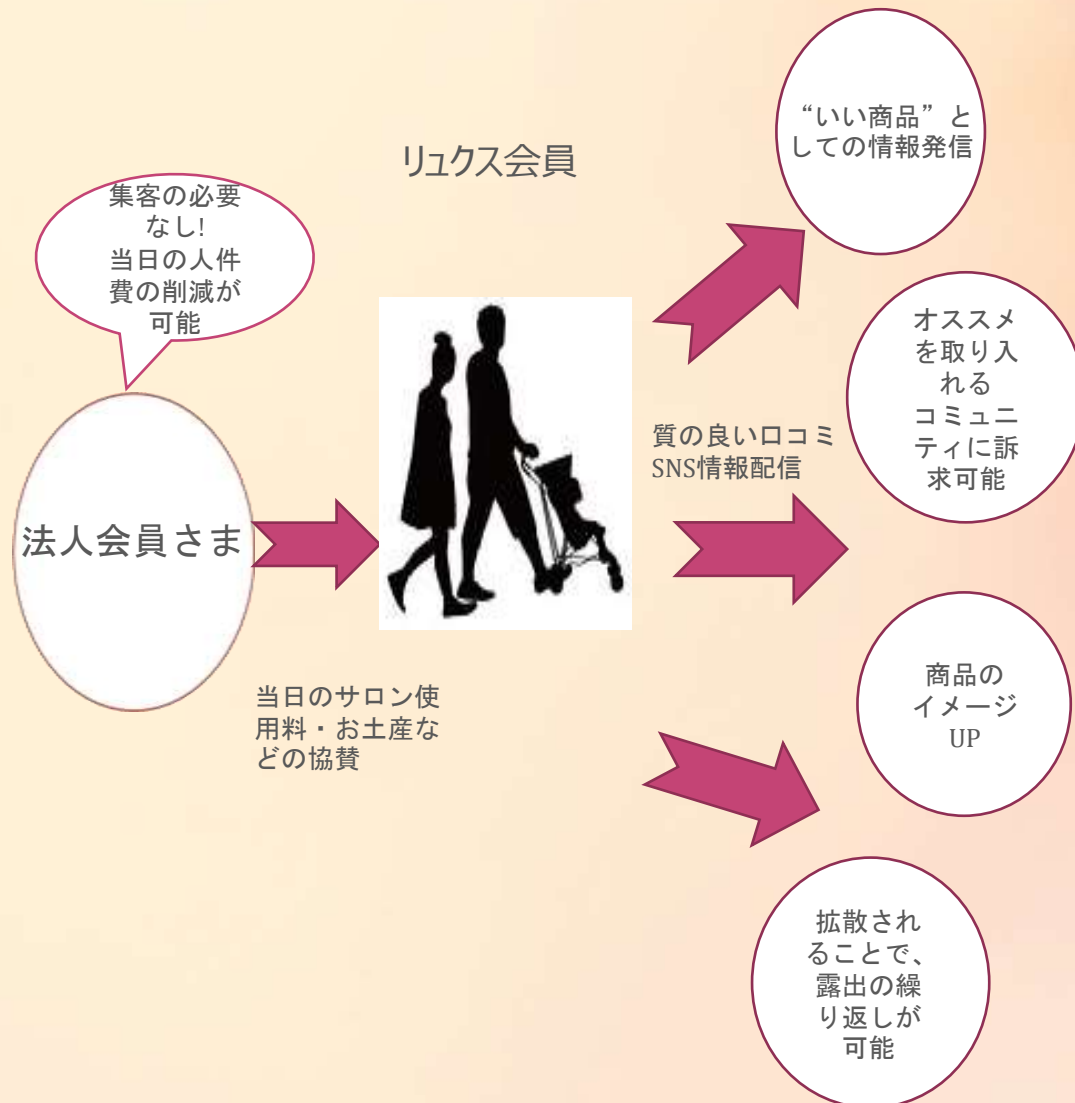 リュクス会員
集客の必要
なし!
当日の人件
費の削減が
可能
法人会員さま
当日のサロン使
用料・お土産な
どの協賛
質の良い口コミ
SNS情報配信
“いい商品”と
しての情報発信
オススメ
を取り入
れる
コミュニ
ティに訴
求可能
商品の
イメージ
UP
拡散され
ることで、
露出の繰
り返しが
可能